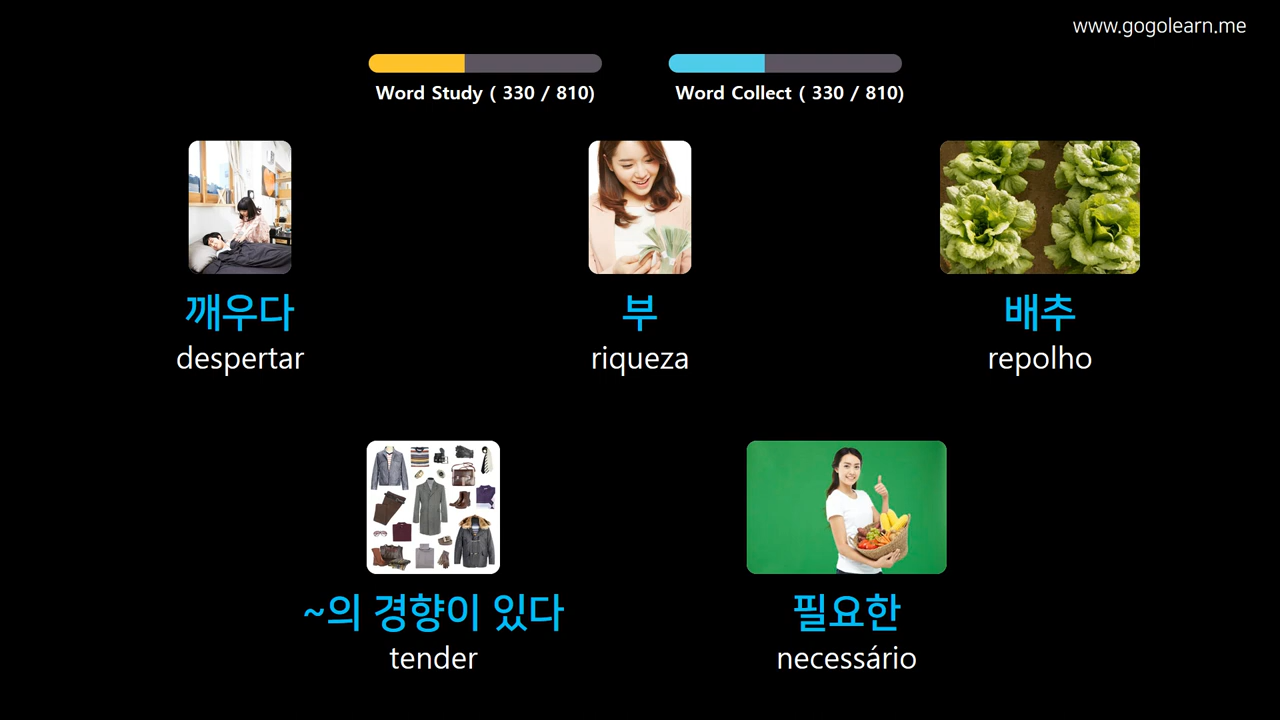 www.gogolearn.me
Word Study ( 330 / 810)
Word Collect ( 330 / 810)
깨우다
despertar
부
riqueza
배추
repolho
~의 경향이 있다
tender
필요한
necessário